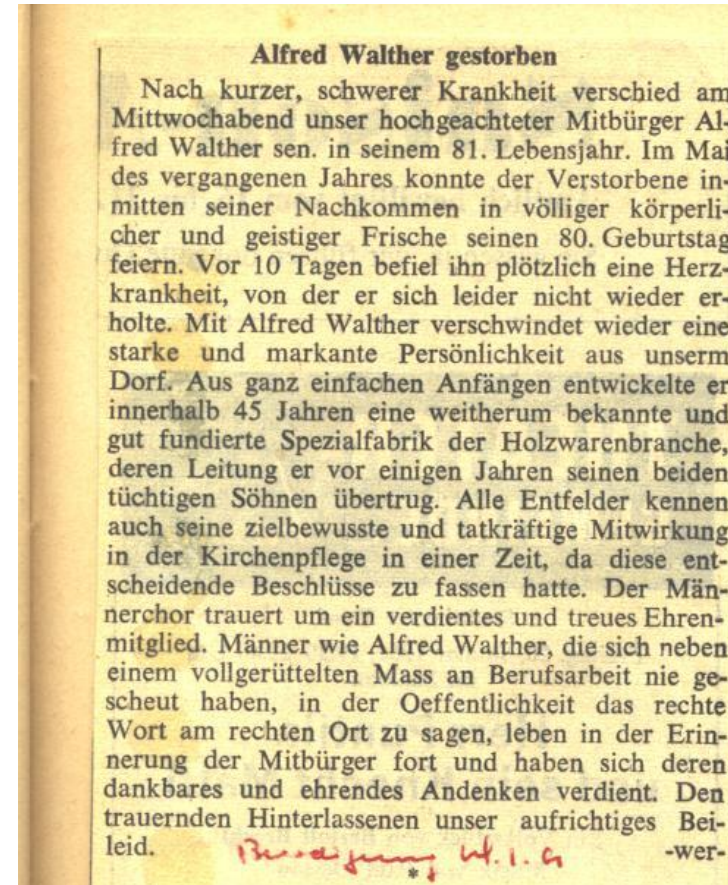 Alfred Walther gestorben
Nach kurzer, schwerer Krankheit verschied am
Mittwochabend unser hochgeachteter Mitbürger Al-
fred Walther sen. in seinem 81. Lebensjahr. Im Mai
des vergangenen Jahres konnte der Verstorbene in-
mitten seiner Nachkommen in völliger körperli-
cher und geistiger Frische seinen 80. Geburtstag
feiern. Vor 10 Tagen befiel ihn plötzlich eine Herz-
krankheit, von der er sich leider nicht wieder er-
holte. Mit Alfred Walther verschwindet wieder eine
starke und markante Persönlichkeit aus unserm
Dorf. Aus ganz einfachen Anfängen entwickelte er
innerhalb 45 Jahren eine weitherum bekannte und
gut fundierte Spezialfabrik der Holzwarenbranche,
deren Leitung er vor einigen Jahren seinen beiden
tüchtigen Söhnen übertrug. Alle Entfelder kennen
auch seine zielbewusste und tatkräftige Mitwirkung
in der Kirchenpflege in einer Zeit, da diese ent-
scheidende Beschlüsse zu fassen hatte. Der Män-
nerchor trauert um ein verdientes und treues Ehren-
mitglied. Männer wie Alfred Walther, die sich neben
einem vollgerüttelten Mass an Berufsarbeit nie ge-
scheut haben, in der Oeffentlichkeit das rechte
Wort am rechten Ort zu sagen, leben in der Erin-
nerung der Mitbürger fort und haben sich deren
dankbares und ehrendes Andenken verdient. Den
trauernden Hinterlassenen unser aufrichtiges Bei-
leid. -wer-
*